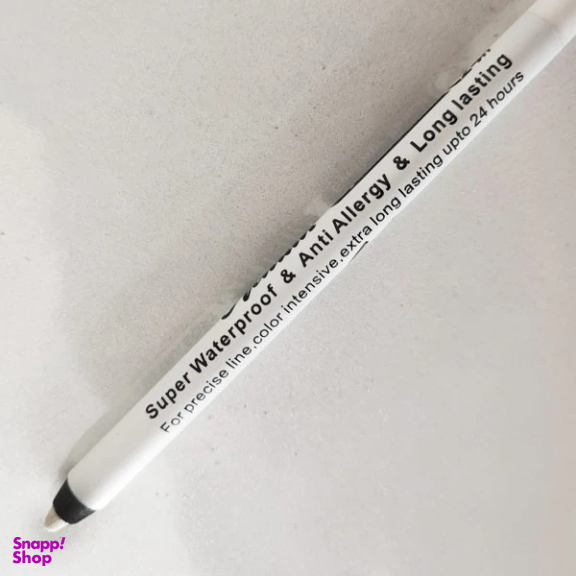 Super Waterproof & Anti Allergy & Long lasting
For precise line,color intensive,extra long lasting upto 24 hours
Snapp!
Shop